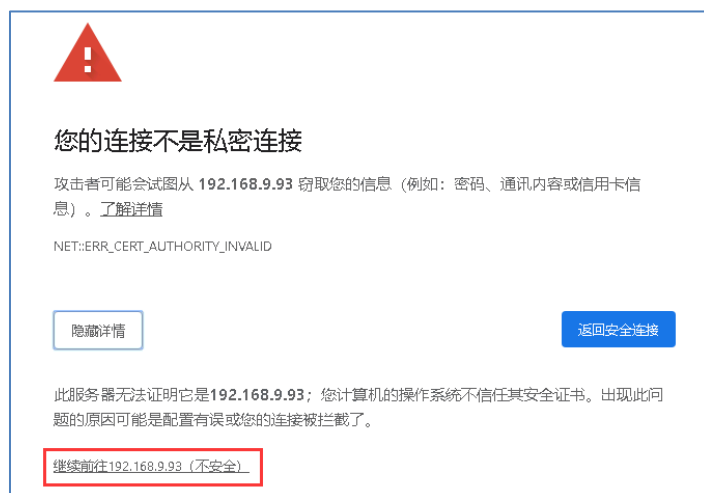 您的连接不是私密连接
攻击者可能会试图从 192.168.9.93 窃取您的信息（例如：密码、通讯内容或信用卡信
息）。了解详情
NET::ERR_CERT_AUTHORITY_INVALID
隐藏详情
返回安全连接
此服务器无法证明它是192.168.9.93；您计算机的操作系统不信任其安全证书。出现此问
题的原因可能是配置有误或您的连接被拦截了。
继续前往192.168.9.93（不安全）